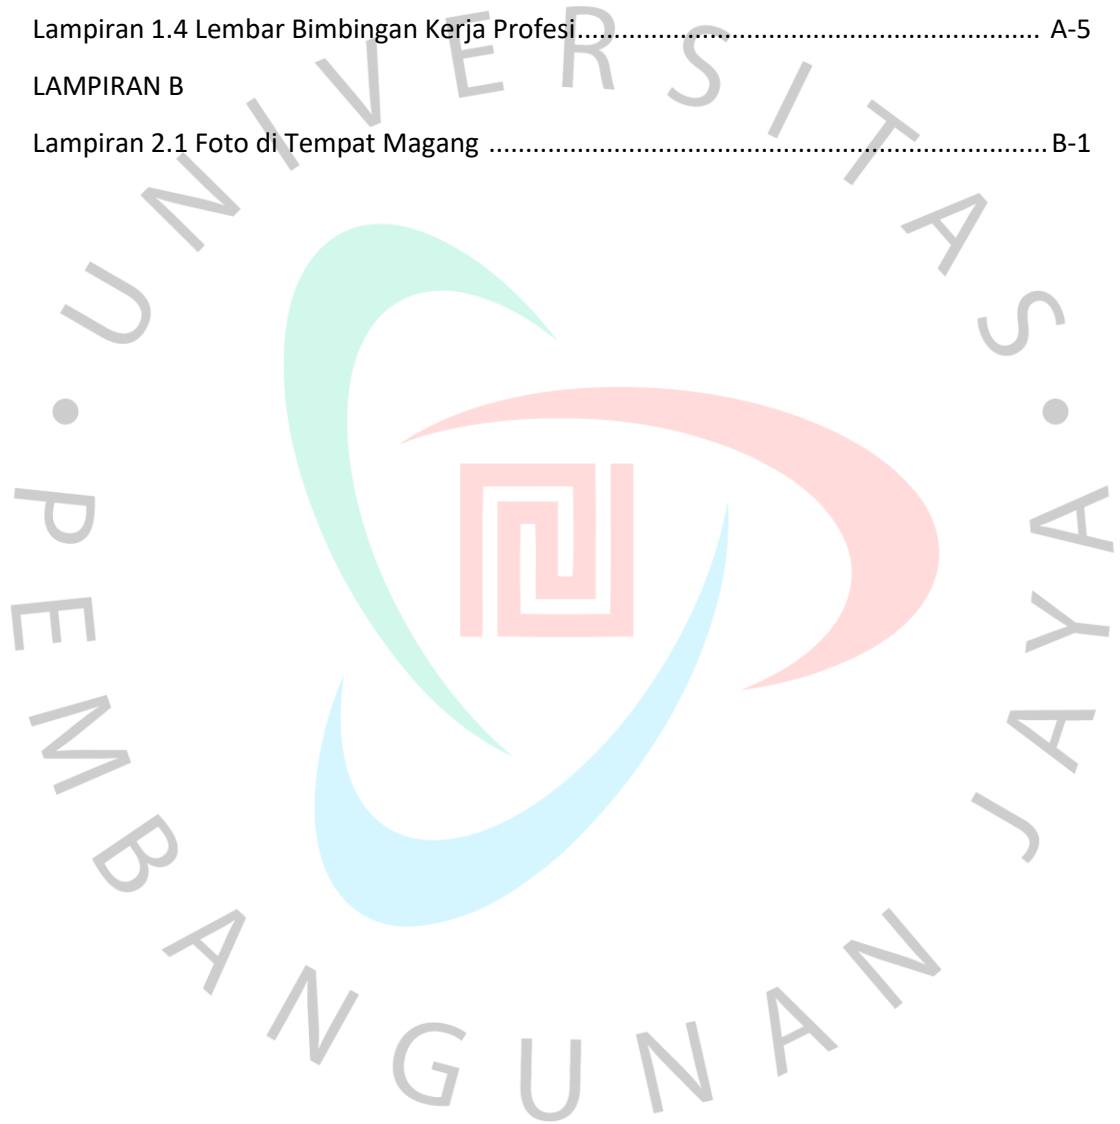 Lampiran 1.4 Lembar Bimbingan Kerja Profesi................................................................ A-5
LAMPIRAN B
Lampiran 2.1 Foto di Tempat Magang ............................................................................. B-1
UNIVERSITAS • PEMBANGUNAN JAYA •